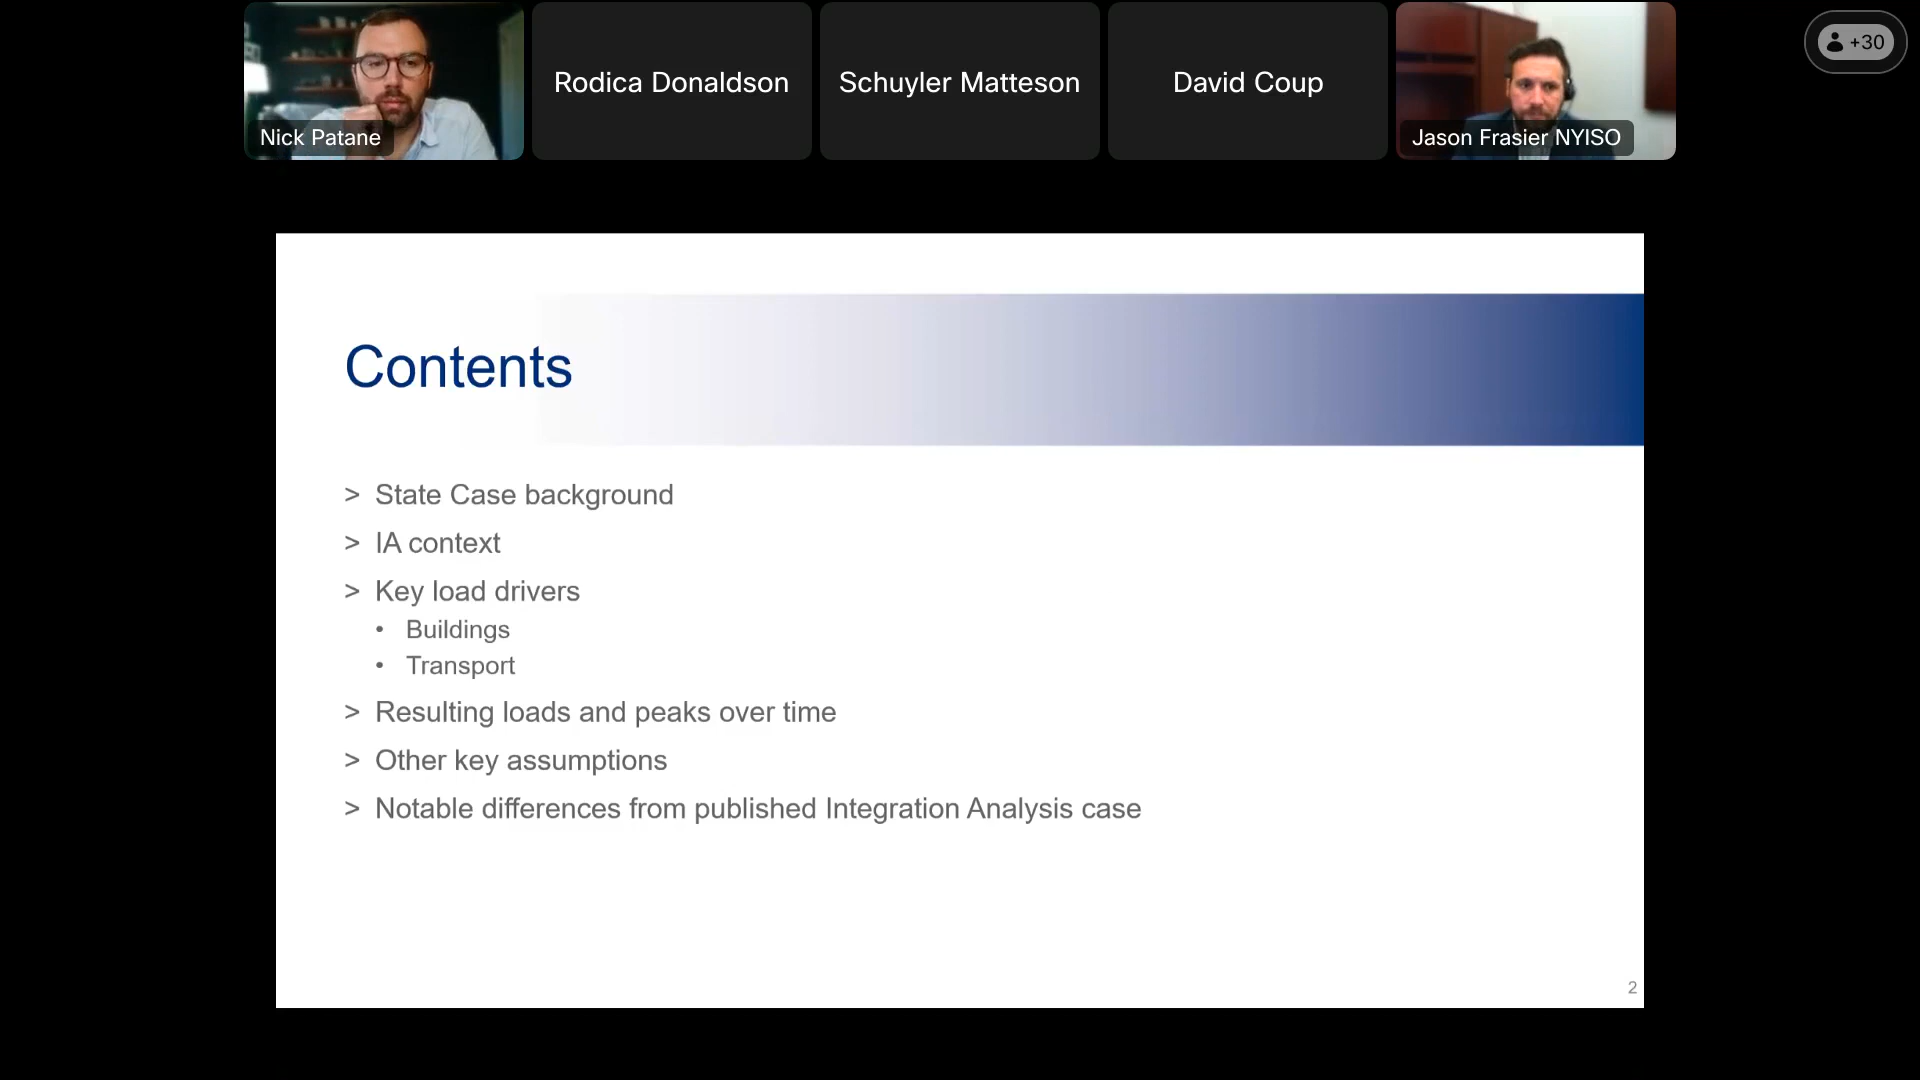 Nick Patane
Rodica Donaldson
Schuyler Matteson
David Coup
Jason Frasier NYISO
+30
Contents
> State Case background
> IA context
> Key load drivers
• Buildings
• Transport
> Resulting loads and peaks over time
> Other key assumptions
> Notable differences from published Integration Analysis case
2